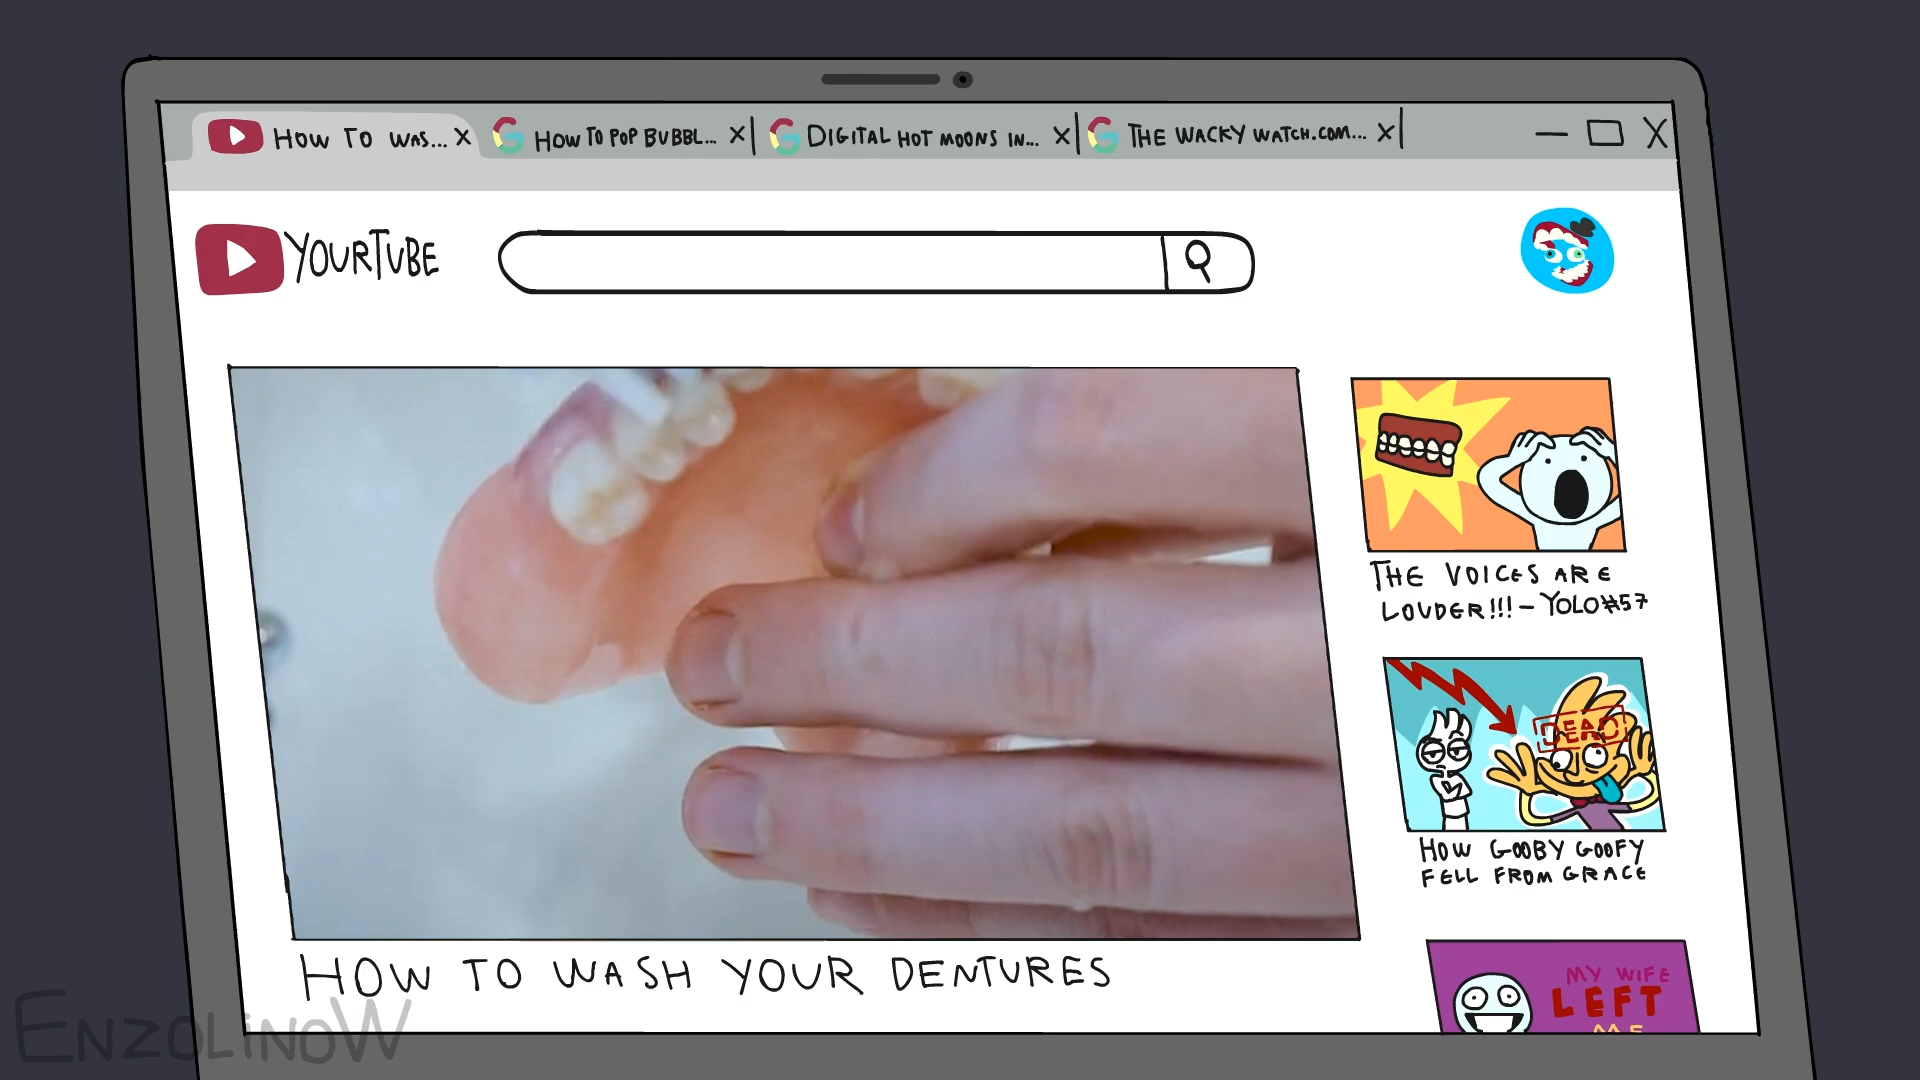 HOW TO WAS... X
HOW TO POP BUBBL... X
DIGITAL HOT MOONS IN... X
THE WACKY WATCH.COM... X
YOURTUBE
HOW TO WASH YOUR DENTURES
THE VOICES ARE
LOUDER!!! - YOLO#57
DEAD
HOW GOOBY GOOFY
FELL FROM GRACE
MY WIFE
LEFT
ME
ENZOLiNOW